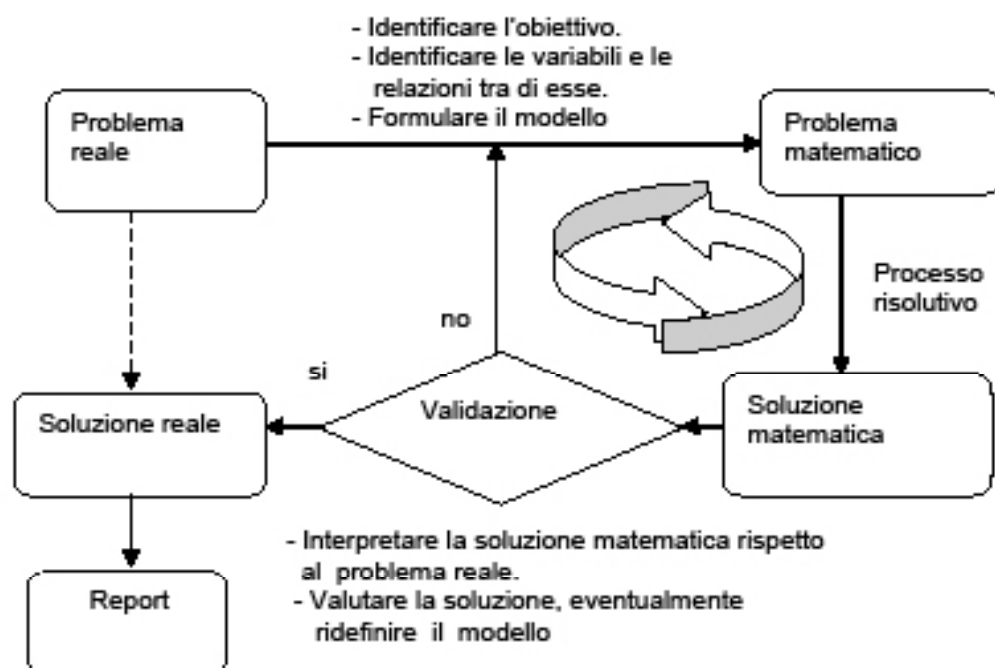 - Identificare l'obiettivo.
- Identificare le variabili e le
relazioni tra di esse.
- Formulare il modello
Problema
reale
Problema
matematico
Processo
risolutivo
no
si
Soluzione reale
Validazione
Soluzione
matematica
- Interpretare la soluzione matematica rispetto
al problema reale.
- Valutare la soluzione, eventualmente
ridefinire il modello
Report